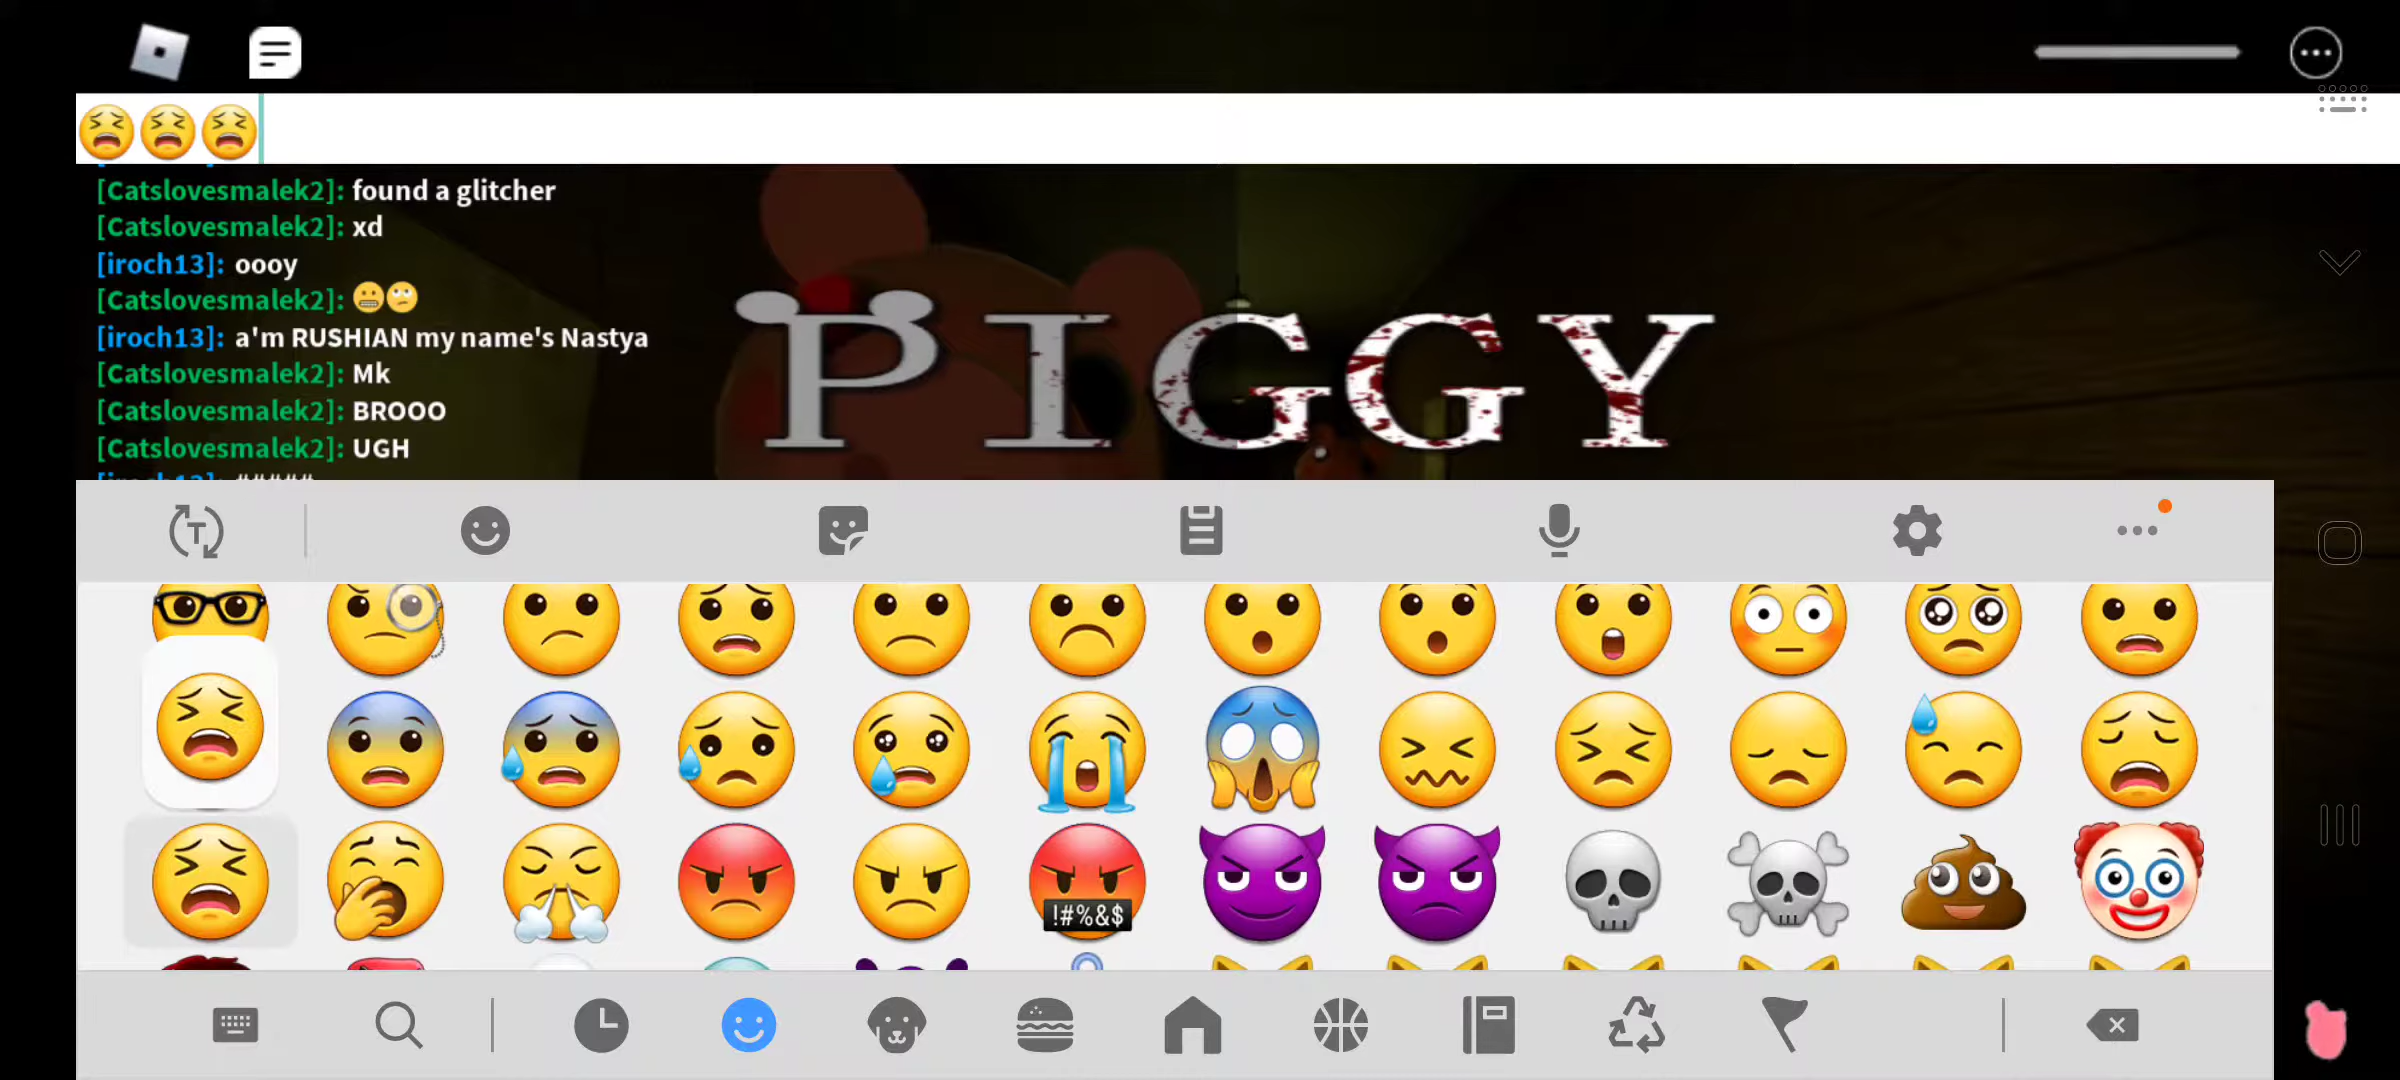 😫😫😫
[Catslovesmalek2]: found a glitcher
[Catslovesmalek2]: xd
[iroch13]: oooy
[Catslovesmalek2]: 😬🙄
[iroch13]: a'm RUSHIAN my name's Nastya
[Catslovesmalek2]: Mk
[Catslovesmalek2]: BROOO
[Catslovesmalek2]: UGH
PIGGY
T
!#%&$